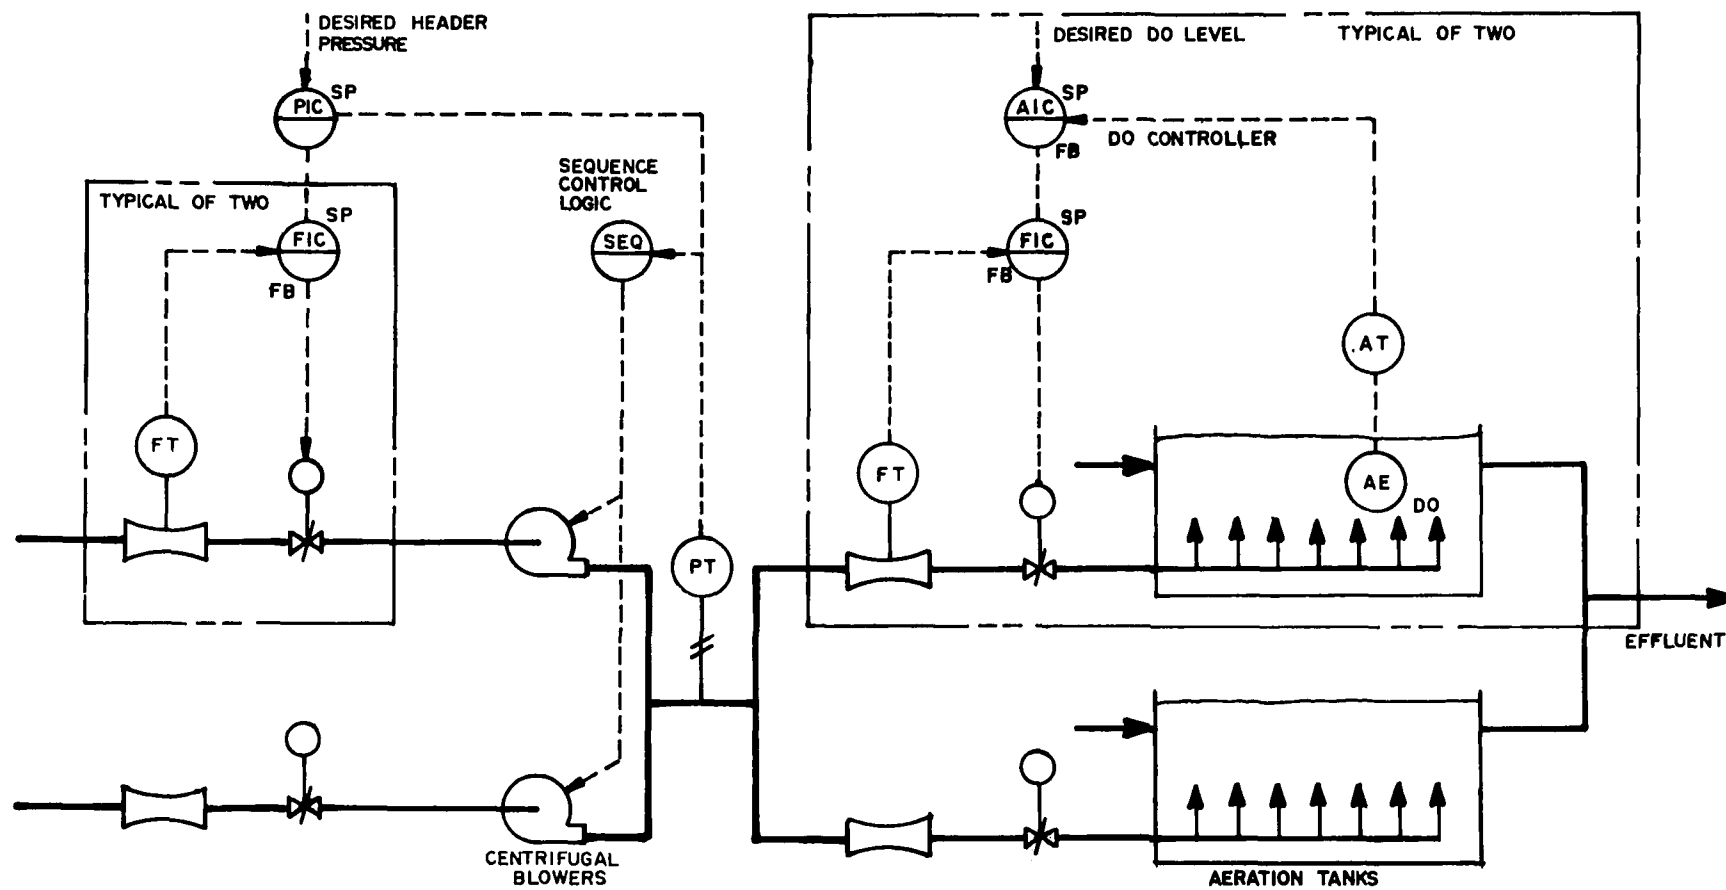 DESIRED HEADER
PRESSURE
PIC
SP
TYPICAL OF TWO
SP
FIC
FB
FT
SEQUENCE
CONTROL
LOGIC
SEQ
PT
CENTRIFUGAL
BLOWERS
DESIRED DO LEVEL
TYPICAL OF TWO
SP
AIC
DO CONTROLLER
FB
SP
FIC
FB
FT
AT
AE
DO
EFFLUENT
AERATION TANKS